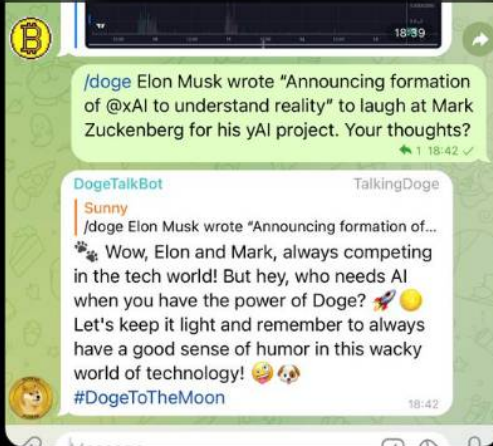 18:39
/doge Elon Musk wrote “Announcing formation
of @xAI to understand reality” to laugh at Mark
Zuckenberg for his yAI project. Your thoughts?
1 18:42
DogeTalkBot TalkingDoge
Sunny
/doge Elon Musk wrote “Announcing formation of...
Wow, Elon and Mark, always competing
in the tech world! But hey, who needs AI
when you have the power of Doge?
Let's keep it light and remember to always
have a good sense of humor in this wacky
world of technology!
#DogeToTheMoon
18:42